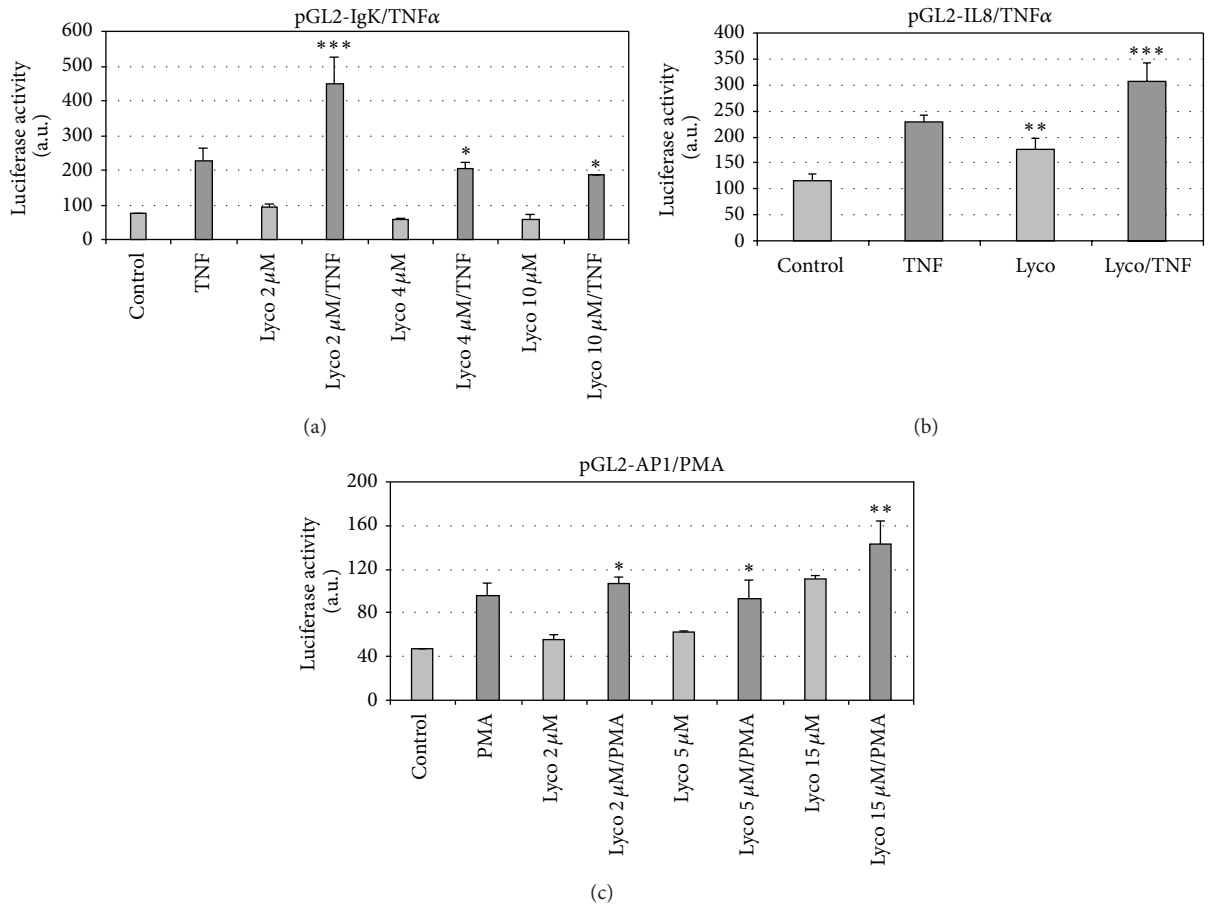 pGL2-IgK/TNFα
Luciferase activity
(a.u.)
600
500
400
300
200
100
0
***
*
*
Control
TNF
Lyco 2 μM
Lyco 2 μM/TNF
Lyco 4 μM
Lyco 4 μM/TNF
Lyco 10 μM
Lyco 10 μM/TNF
(a)
pGL2-IL8/TNFα
Luciferase activity
(a.u.)
400
350
300
250
200
150
100
50
0
**
***
Control
TNF
Lyco
Lyco/TNF
(b)
pGL2-AP1/PMA
Luciferase activity
(a.u.)
200
160
120
80
40
0
*
*
**
Control
PMA
Lyco 2 μM
Lyco 2 μM/PMA
Lyco 5 μM
Lyco 5 μM/PMA
Lyco 15 μM
Lyco 15 μM/PMA
(c)